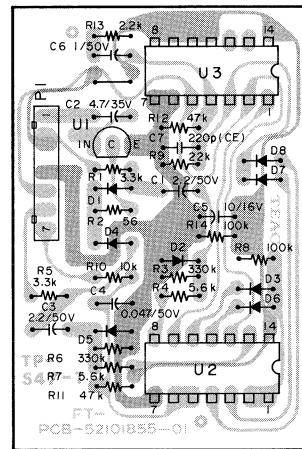 R13 2.2k
C6 1/50V
8 14
U3
P1
C2 4.7/35V
7 1
R12 47k
1 U1
C7
220p(CE)
IN C E
R9 22k
R1 3.3k
D8
D7
C1 2.2/50V
D1
R2 56
C5 10/16V
R14 100k
TEAC
7
D4
D2
R8 100k
R5
3.3k
R10 10k
R3 330k
C3
2.2/50V
C4
0.047/50V
R4 5.6k
D3
D6
8 14
D5
R6 330k
U2
R7 5.6k
R11 47k
7 1
FT-
PCB-52101855-01